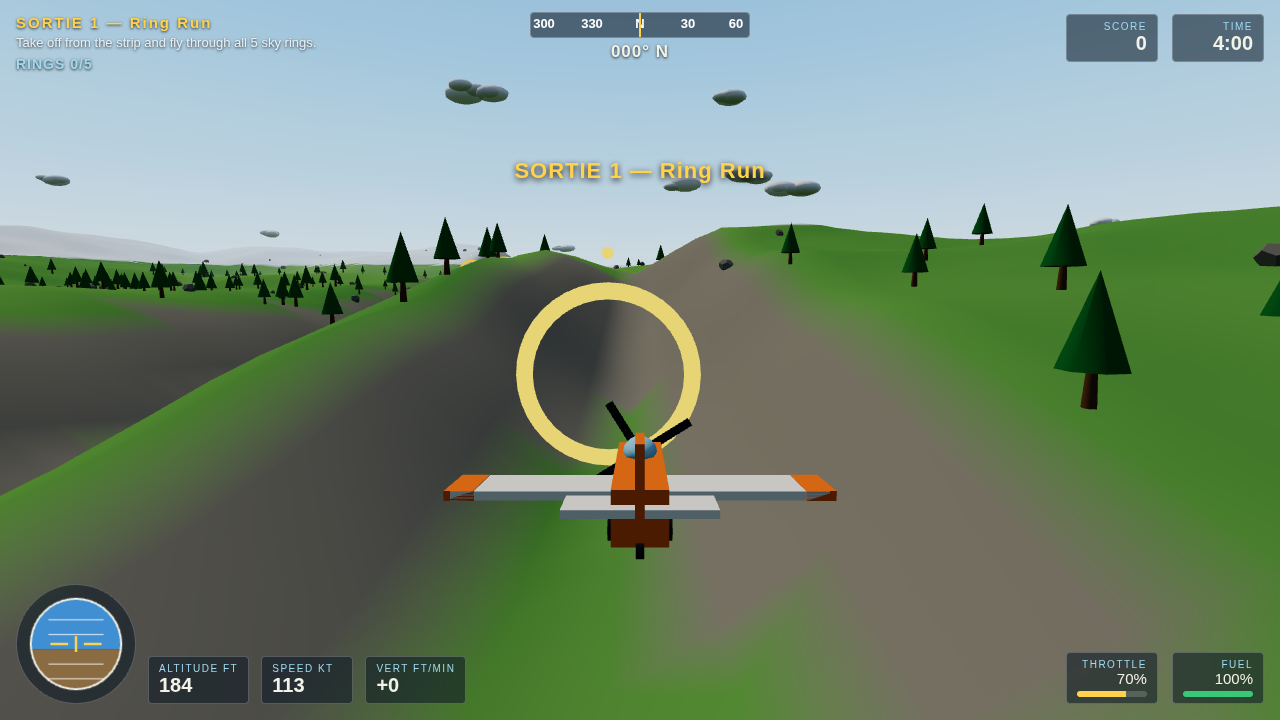 SORTIE 1 — Ring Run
Take off from the strip and fly through all 5 sky rings.
RINGS 0/5
300 330 N 30 60
000° N
SCORE
0
TIME
4:00
SORTIE 1 — Ring Run
ALTITUDE FT
184
SPEED KT
113
VERT FT/MIN
+0
THROTTLE
70%
FUEL
100%